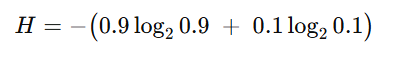 H = −(0.9 log₂ 0.9 + 0.1 log₂ 0.1)